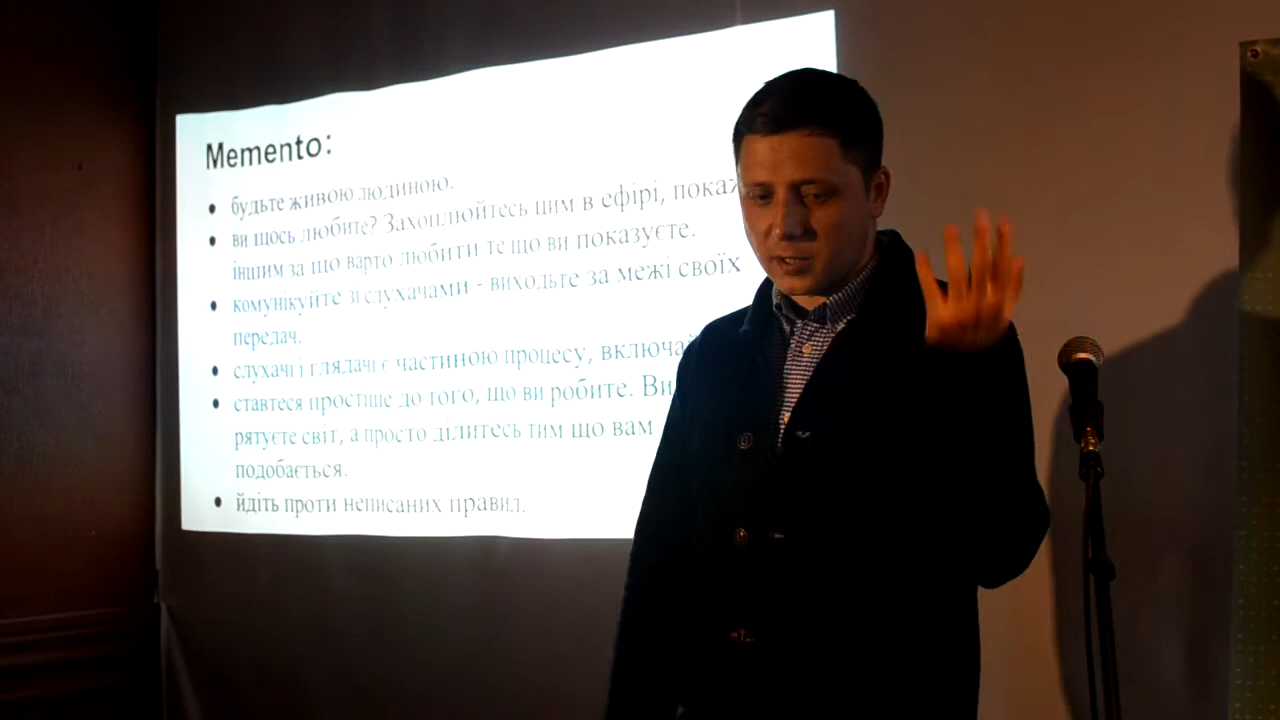 Memento:
• будьте живою людиною.
• ви щось любите? Захоплюйтесь цим в ефірі,
іншим за що варто любити те що ви показуєте.
• комунікуйте зі слухачами - виходьте за межі своїх
передач.
• слухачі і глядачі є частиною процесу,
• ставтеся простіше до того, що ви робите. Ви
рятуєте світ, а просто ділитесь тим що вам
подобається.
• йдіть проти неписаних правил.